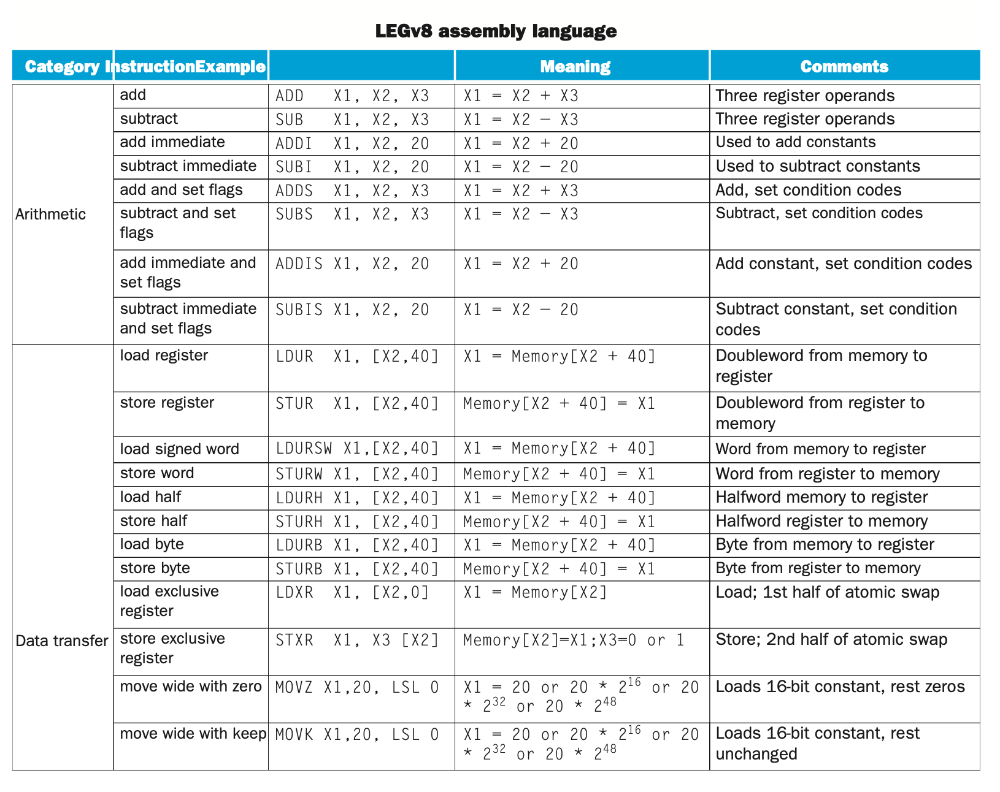 LEGv8 assembly language
Category InstructionExample Meaning Comments
Arithmetic
add ADD X1, X2, X3 X1 = X2 + X3 Three register operands
subtract SUB X1, X2, X3 X1 = X2 − X3 Three register operands
add immediate ADDI X1, X2, 20 X1 = X2 + 20 Used to add constants
subtract immediate SUBI X1, X2, 20 X1 = X2 − 20 Used to subtract constants
add and set flags ADDS X1, X2, X3 X1 = X2 + X3 Add, set condition codes
subtract and set SUBS X1, X2, X3 X1 = X2 − X3 Subtract, set condition codes
flags
add immediate and ADDIS X1, X2, 20 X1 = X2 + 20 Add constant, set condition codes
set flags
subtract immediate SUBIS X1, X2, 20 X1 = X2 − 20 Subtract constant, set condition
and set flags codes
Data transfer
load register LDUR X1, [X2,40] X1 = Memory[X2 + 40] Doubleword from memory to
register
store register STUR X1, [X2,40] Memory[X2 + 40] = X1 Doubleword from register to
memory
load signed word LDURSW X1,[X2,40] X1 = Memory[X2 + 40] Word from memory to register
store word STURW X1, [X2,40] Memory[X2 + 40] = X1 Word from register to memory
load half LDURH X1, [X2,40] X1 = Memory[X2 + 40] Halfword memory to register
store half STURH X1, [X2,40] Memory[X2 + 40] = X1 Halfword register to memory
load byte LDURB X1, [X2,40] X1 = Memory[X2 + 40] Byte from memory to register
store byte STURB X1, [X2,40] Memory[X2 + 40] = X1 Byte from register to memory
load exclusive LDXR X1, [X2,0] X1 = Memory[X2] Load; 1st half of atomic swap
register
store exclusive STXR X1, X3 [X2] Memory[X2]=X1;X3=0 or 1 Store; 2nd half of atomic swap
register
move wide with zero MOVZ X1,20, LSL 0 X1 = 20 or 20 * 2¹⁶ or 20 Loads 16-bit constant, rest zeros
* 2³² or 20 * 2⁴⁸
move wide with keep MOVK X1,20, LSL 0 X1 = 20 or 20 * 2¹⁶ or 20 Loads 16-bit constant, rest
* 2³² or 20 * 2⁴⁸ unchanged